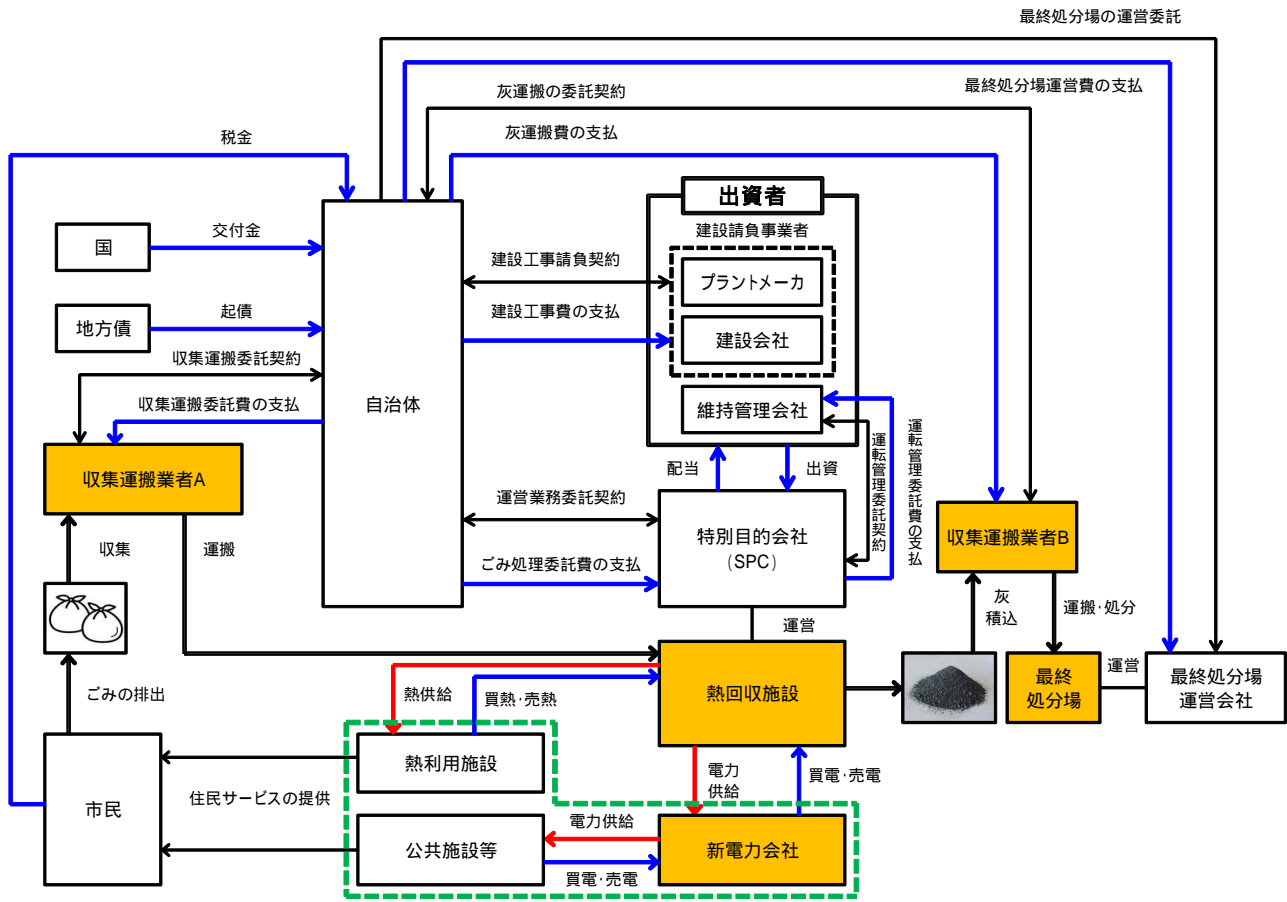 最終処分場の運営委託
最終処分場運営費の支払
灰運搬の委託契約
灰運搬費の支払
税金
出資者
建設請負事業者
国
交付金
建設工事請負契約
プラントメーカ
地方債
起債
建設工事費の支払
建設会社
収集運搬委託契約
自治体
維持管理会社
収集運搬委託費の支払
運転管理委託契約
運転管理委託費の支払
収集運搬業者A
配当
出資
運営業務委託契約
特別目的会社
(SPC)
収集運搬業者B
収集
運搬
ごみ処理委託費の支払
灰
積込
運搬・処分
運営
ごみの排出
熱供給
買熱・売熱
熱回収施設
最終
処分場
運営
最終処分場
運営会社
熱利用施設
電力
供給
買電・売電
市民
住民サービスの提供
公共施設等
電力供給
新電力会社
買電・売電